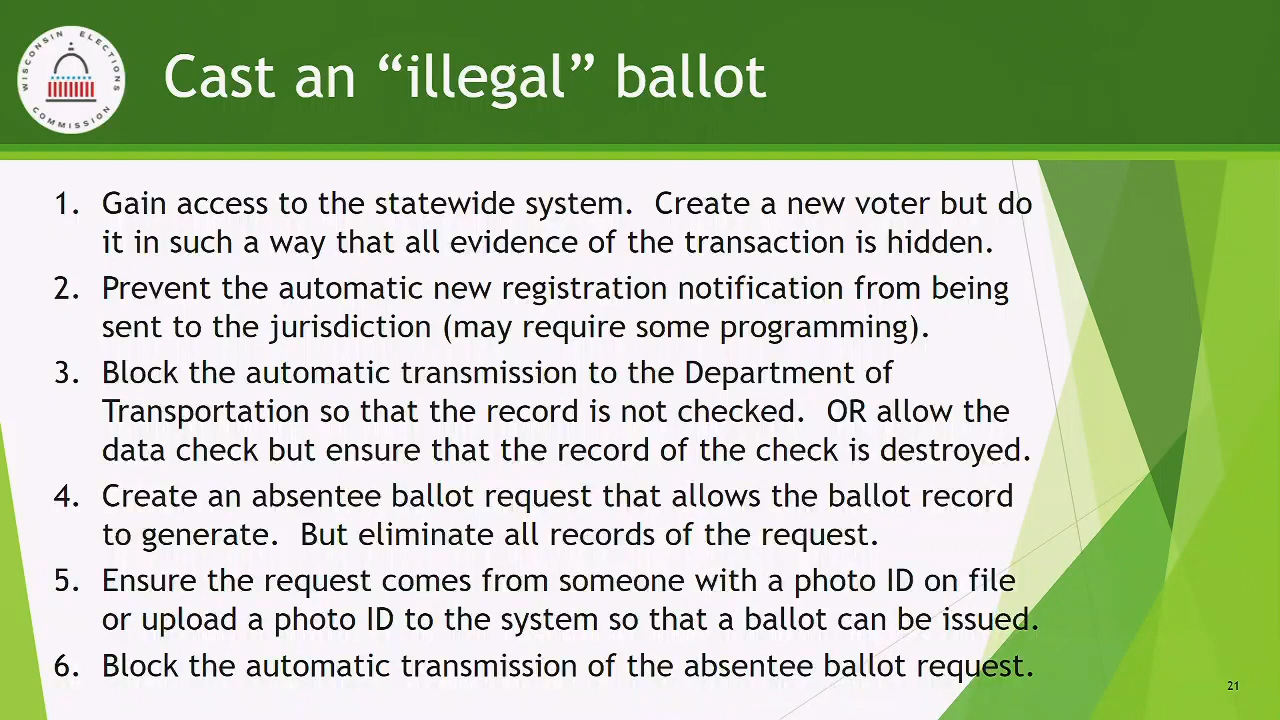 WISCONSIN ELECTIONS
COMMISSION
Cast an “illegal” ballot
1. Gain access to the statewide system. Create a new voter but do
it in such a way that all evidence of the transaction is hidden.
2. Prevent the automatic new registration notification from being
sent to the jurisdiction (may require some programming).
3. Block the automatic transmission to the Department of
Transportation so that the record is not checked. OR allow the
data check but ensure that the record of the check is destroyed.
4. Create an absentee ballot request that allows the ballot record
to generate. But eliminate all records of the request.
5. Ensure the request comes from someone with a photo ID on file
or upload a photo ID to the system so that a ballot can be issued.
6. Block the automatic transmission of the absentee ballot request.
21